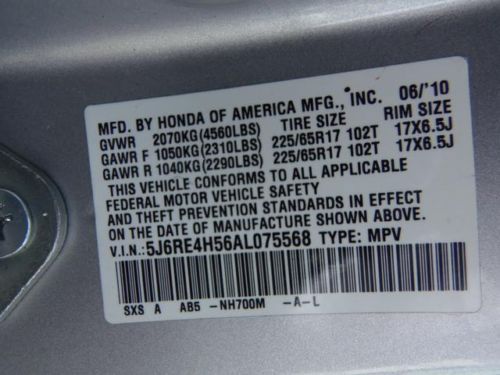 MFD. BY HONDA OF AMERICA MFG., INC. 06/'10
GVWR 2070KG(4560LBS) TIRE SIZE RIM SIZE
GAWR F 1050KG(2310LBS) 225/65R17 102T 17X6.5J
GAWR R 1040KG(2290LBS) 225/65R17 102T 17X6.5J
THIS VEHICLE CONFORMS TO ALL APPLICABLE
FEDERAL MOTOR VEHICLE SAFETY
AND THEFT PREVENTION STANDARDS IN EFFECT
ON THE DATE OF MANUFACTURE SHOWN ABOVE.
V.I.N.:5J6RE4H56AL075568 TYPE: MPV
SXS A AB5 -NH700M -A-L